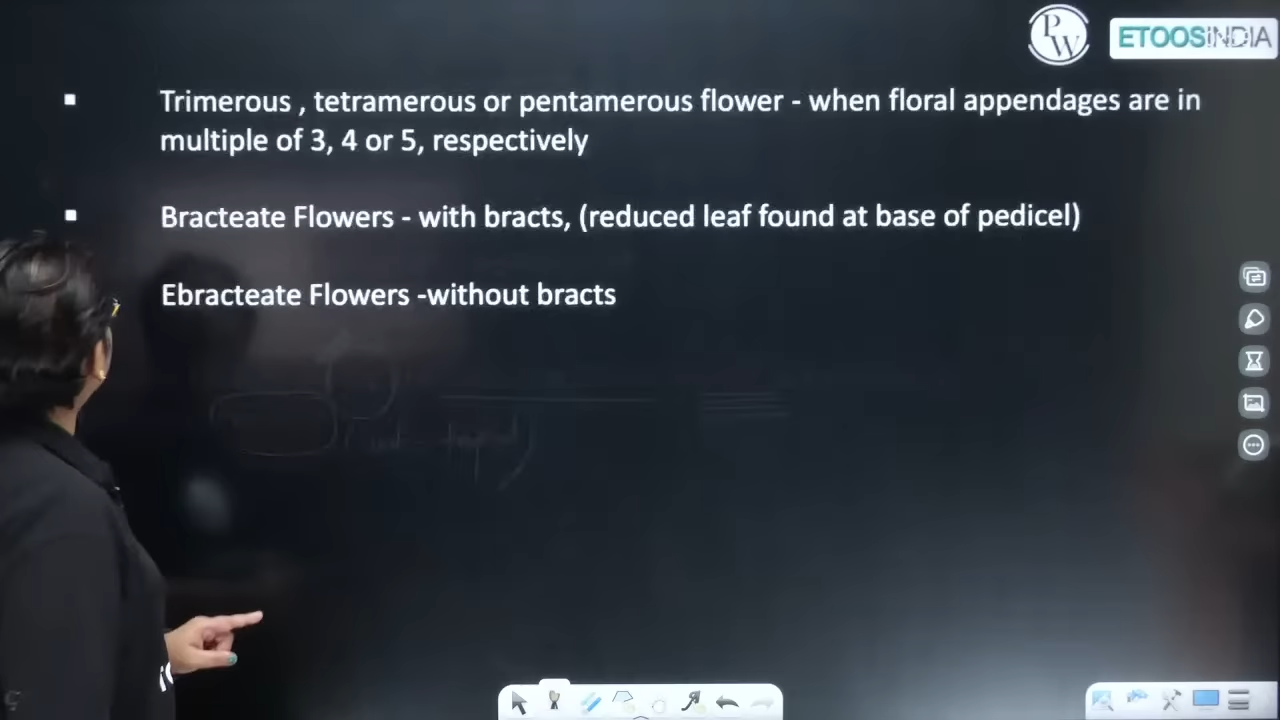 PW
ETOOSINDIA
Trimerous , tetramerous or pentamerous flower - when floral appendages are in
multiple of 3, 4 or 5, respectively
Bracteate Flowers - with bracts, (reduced leaf found at base of pedicel)
Ebracteate Flowers -without bracts